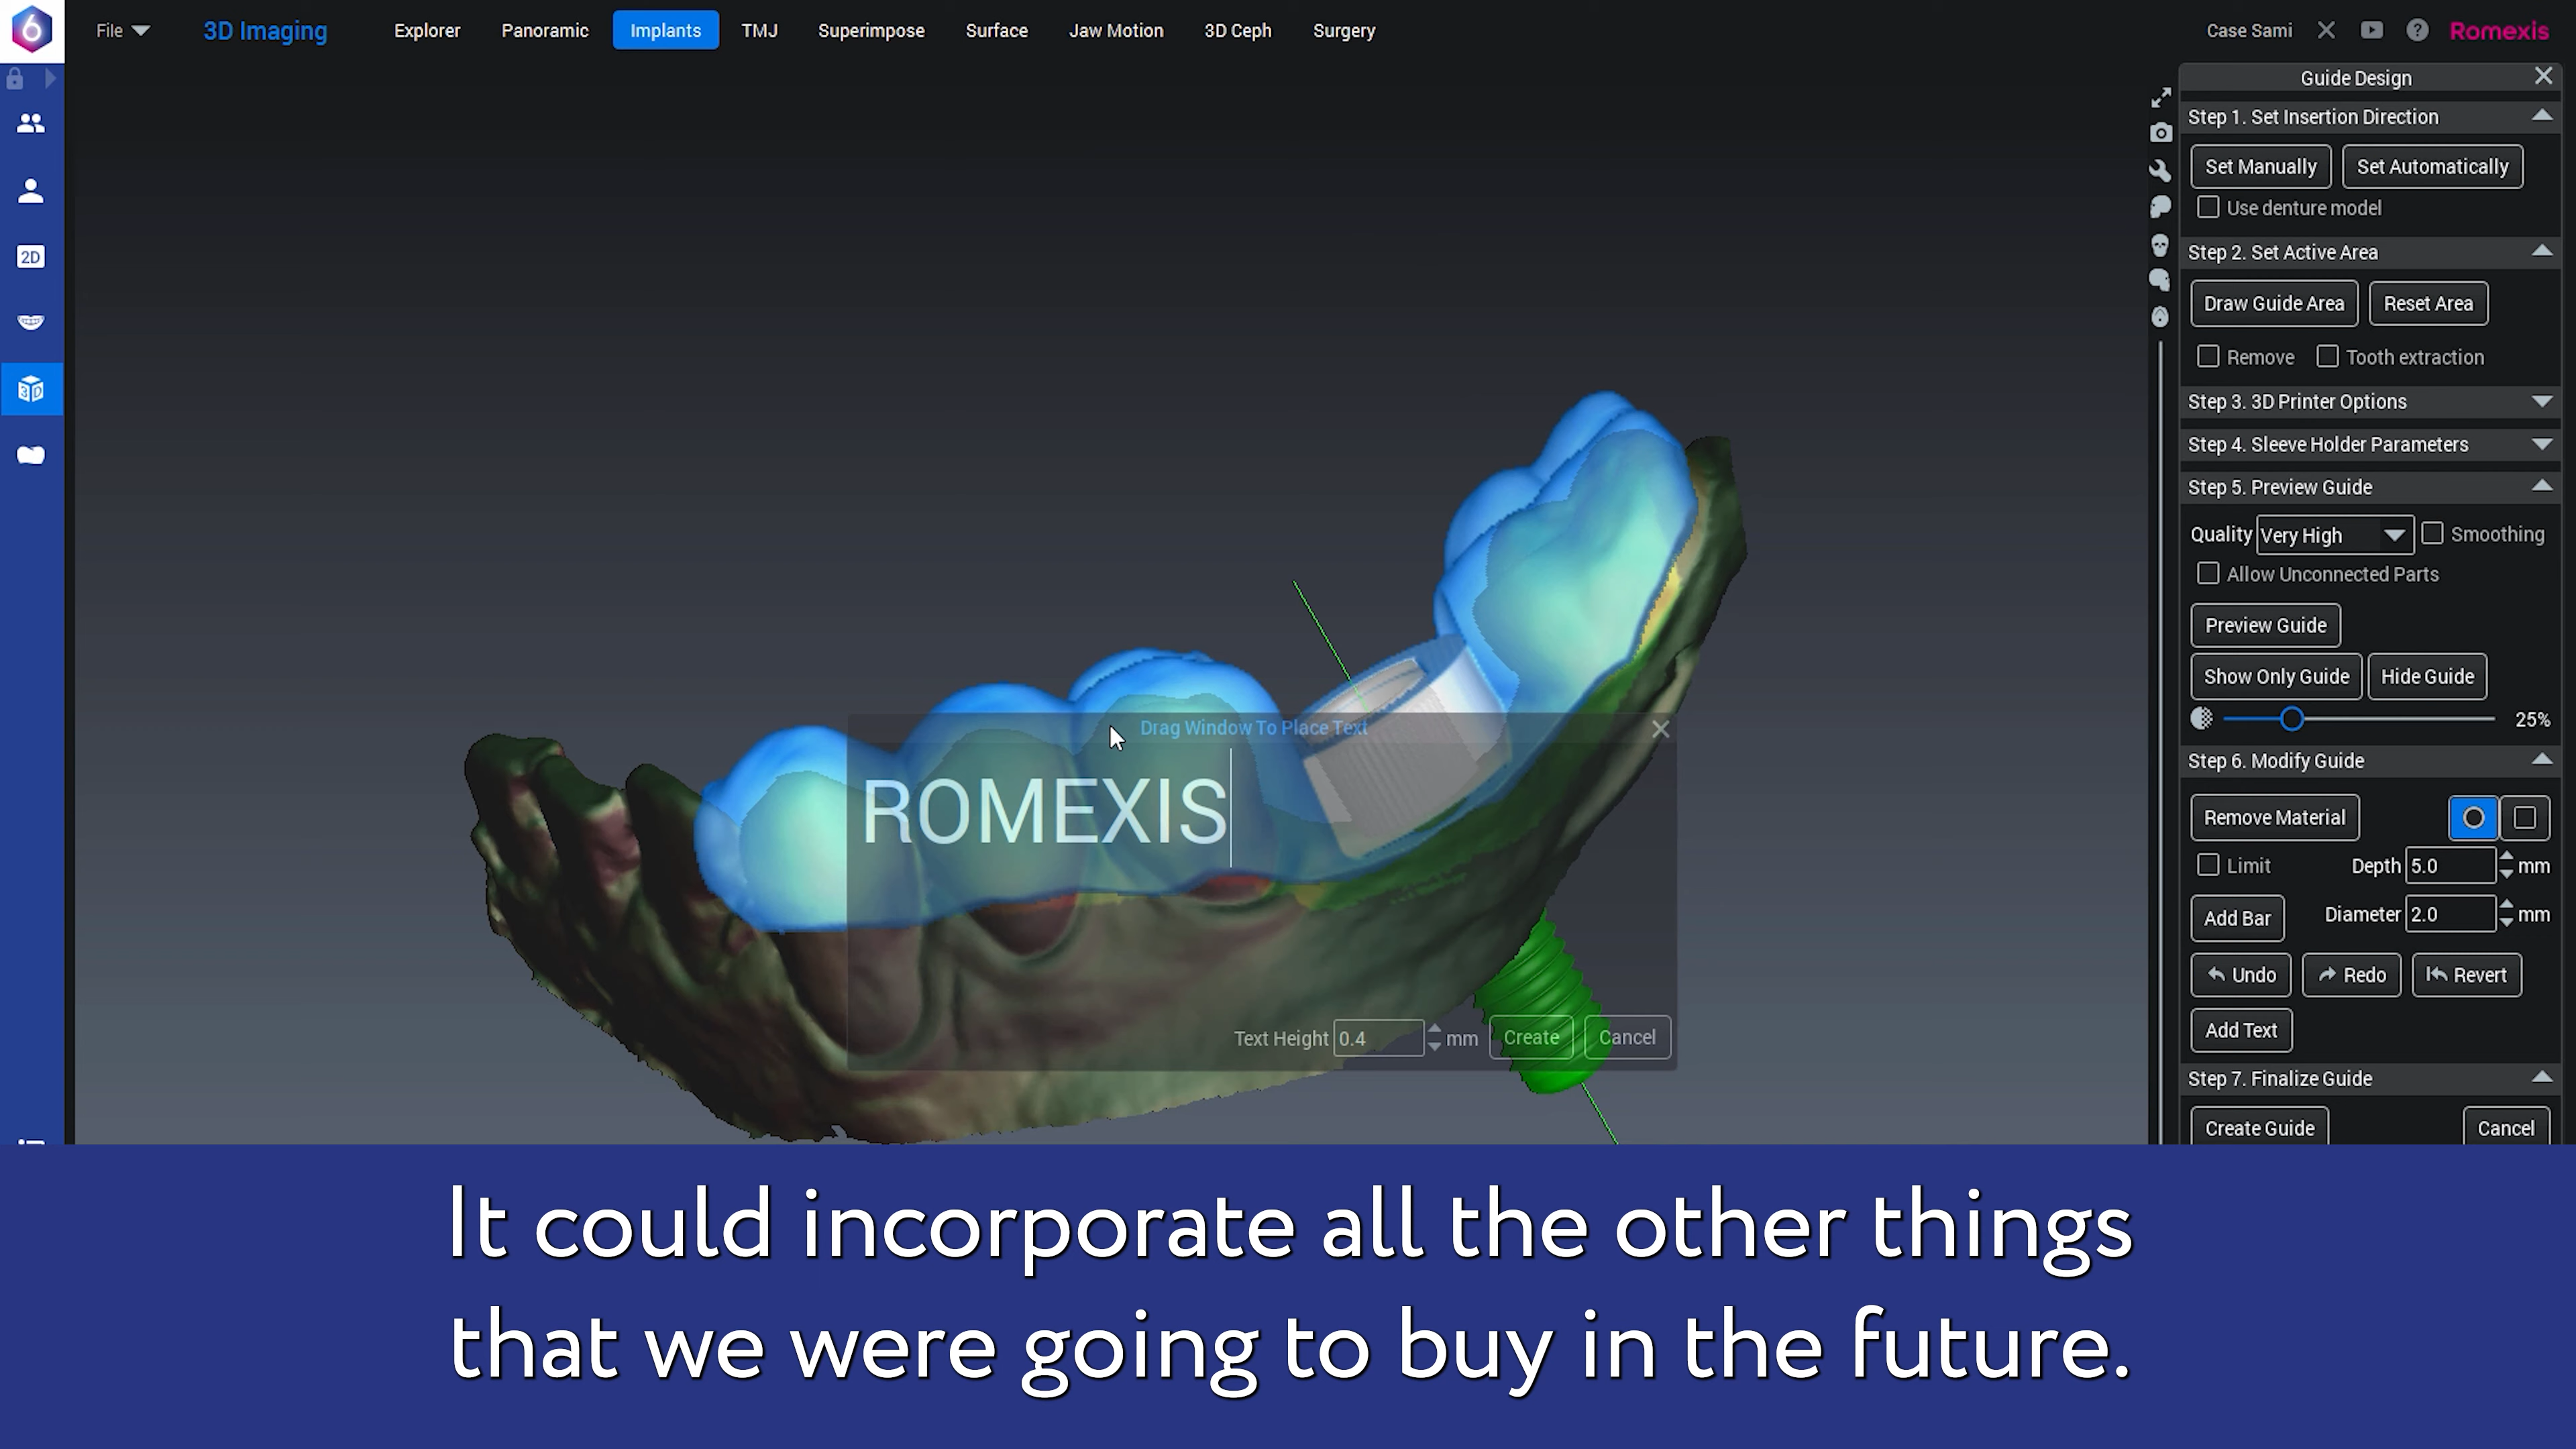 6
File
3D Imaging
Explorer
Panoramic
Implants
TMJ
Superimpose
Surface
Jaw Motion
3D Ceph
Surgery
Case Sami
?
Romexis
2D
3D
Guide Design
Step 1. Set Insertion Direction
Set Manually
Set Automatically
Use denture model
Step 2. Set Active Area
Draw Guide Area
Reset Area
Remove
Tooth extraction
Step 3. 3D Printer Options
Step 4. Sleeve Holder Parameters
Step 5. Preview Guide
Quality
Very High
Smoothing
Allow Unconnected Parts
Preview Guide
Show Only Guide
Hide Guide
25%
Step 6. Modify Guide
Remove Material
Limit
Depth
5.0
mm
Add Bar
Diameter
2.0
mm
Undo
Redo
Revert
Add Text
Step 7. Finalize Guide
Create Guide
Cancel
Drag Window To Place Text
ROMEXIS
Text Height
0.4
mm
Create
Cancel
It could incorporate all the other things
that we were going to buy in the future.